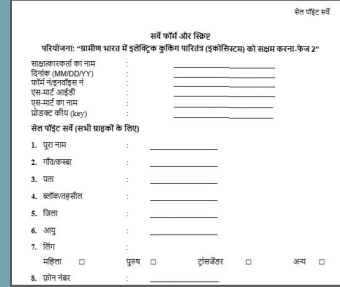 सेल पॉइंट सर्वे
सर्वे फॉर्म और स्क्रिप्ट
परियोजना: “ग्रामीण भारत में इलेक्ट्रिक कुकिंग पारितंत्र (इकोसिस्टम) को सक्षम करना-फेज 2”
साक्षात्कारकर्ता का नाम :
दिनांक (MM/DD/YY) :
फॉर्म नं/इनवॉइस नं :
एस-मार्ट आईडी :
एस-मार्ट का नाम :
प्रोडक्ट कीय (key) :
सेल पॉइंट सर्वे (सभी ग्राहकों के लिए)
1. पूरा नाम :
2. गाँव/कस्बा :
3. पता :
4. ब्लॉक/तहसील :
5. जिला :
6. आयु :
7. लिंग :
महिला □ पुरुष □ ट्रांसजेंडर □ अन्य □
8. फ़ोन नंबर :